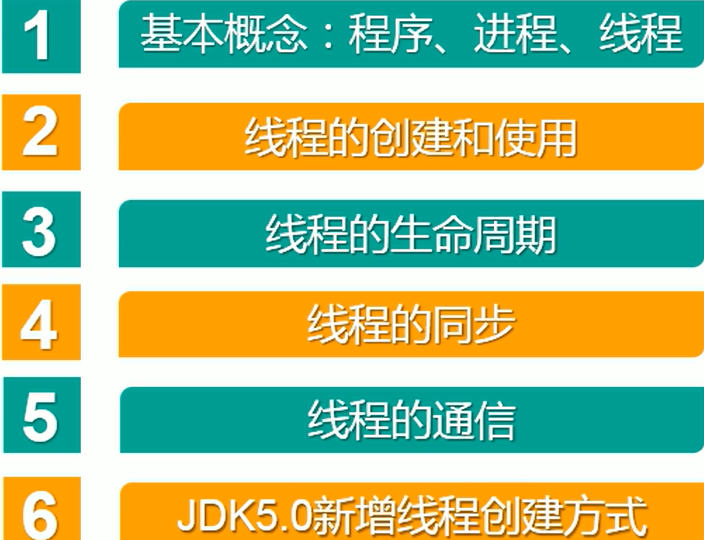 1 基本概念：程序、进程、线程
2 线程的创建和使用
3 线程的生命周期
4 线程的同步
5 线程的通信
6 JDK5.0新增线程创建方式